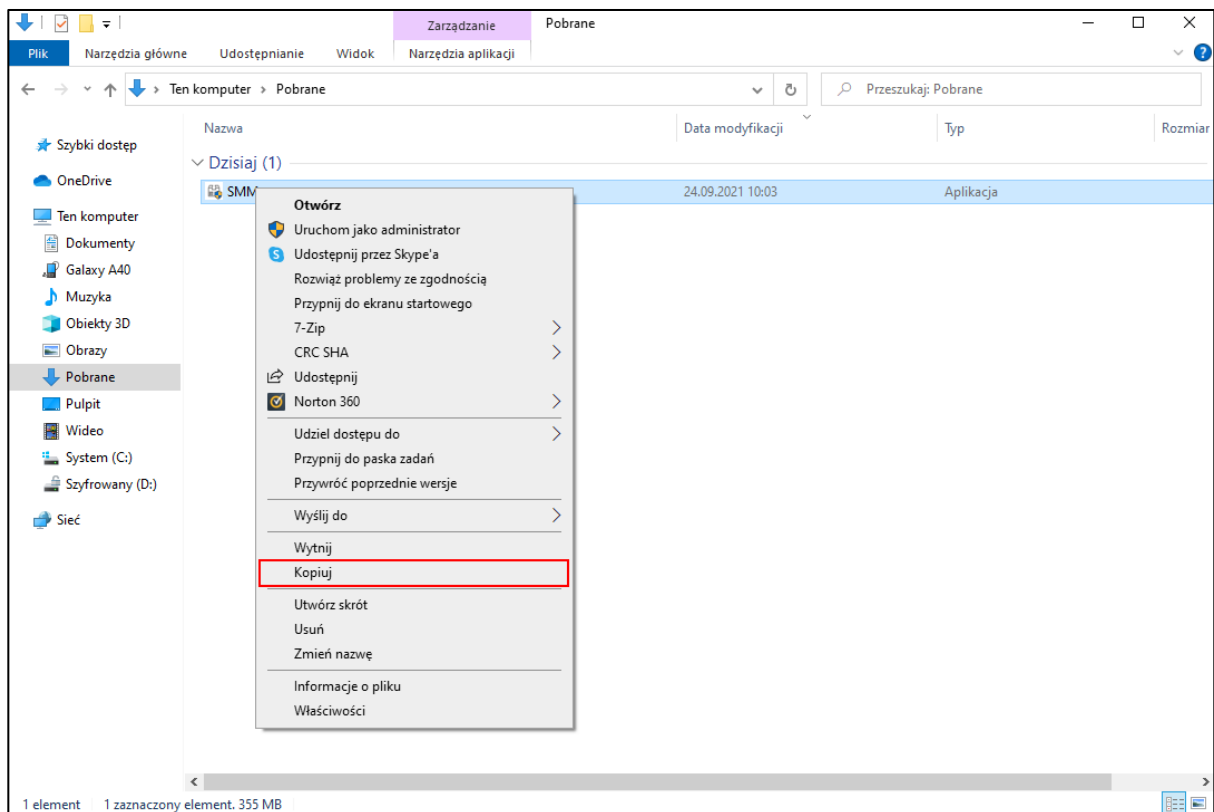 Zarządzanie
Pobrane
Plik
Narzędzia główne
Udostępnianie
Widok
Narzędzia aplikacji
Ten komputer > Pobrane
Przeszukaj: Pobrane
Nazwa
Data modyfikacji
Typ
Rozmiar
Szybki dostęp
OneDrive
Ten komputer
Dokumenty
Galaxy A40
Muzyka
Obiekty 3D
Obrazy
Pobrane
Pulpit
Wideo
System (C:)
Szyfrowany (D:)
Sieć
Dzisiaj (1)
SMM
24.09.2021 10:03
Aplikacja
Otwórz
Uruchom jako administrator
Udostępnij przez Skype'a
Rozwiąż problemy ze zgodnością
Przypnij do ekranu startowego
7-Zip
CRC SHA
Udostępnij
Norton 360
Udziel dostępu do
Przypnij do paska zadań
Przywróć poprzednie wersje
Wyślij do
Wytnij
Kopiuj
Utwórz skrót
Usuń
Zmień nazwę
Informacje o pliku
Właściwości
1 element
1 zaznaczony element. 355 MB